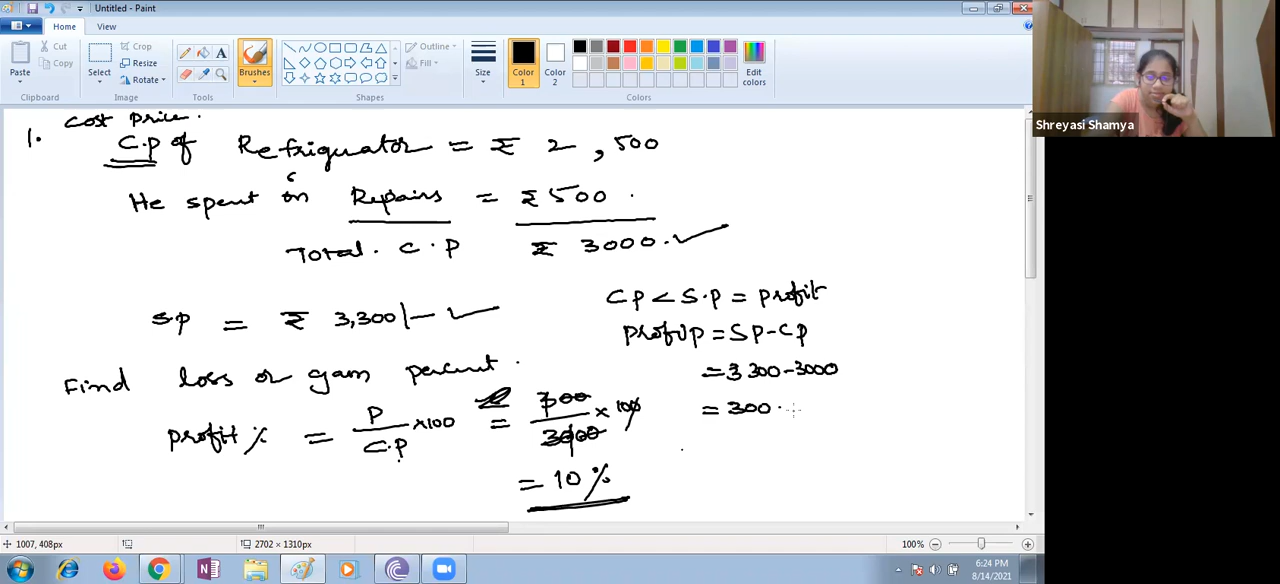 Untitled - Paint
Home View
Paste Cut Copy Select Crop Resize Rotate Brushes Outline Fill Size Color 1 Color 2 Edit colors
Clipboard Image Tools Shapes Colors
Shreyasi Shamya
Cost Price.
1. C.P of Refriguator = ₹ 2,500
He spent on Repairs = ₹ 500.
Total. C.P ₹ 3000.
S.P = ₹ 3,300/-
CP < S.P = Profit
Profit = SP-CP
= 3300-3000
= 300.
Find loss or gain percent.
Profit % = P/C.P ×100 = 300/3000 × 100
= 10%
1007, 408px 2702 × 1310px 100%
6:24 PM
8/14/2021